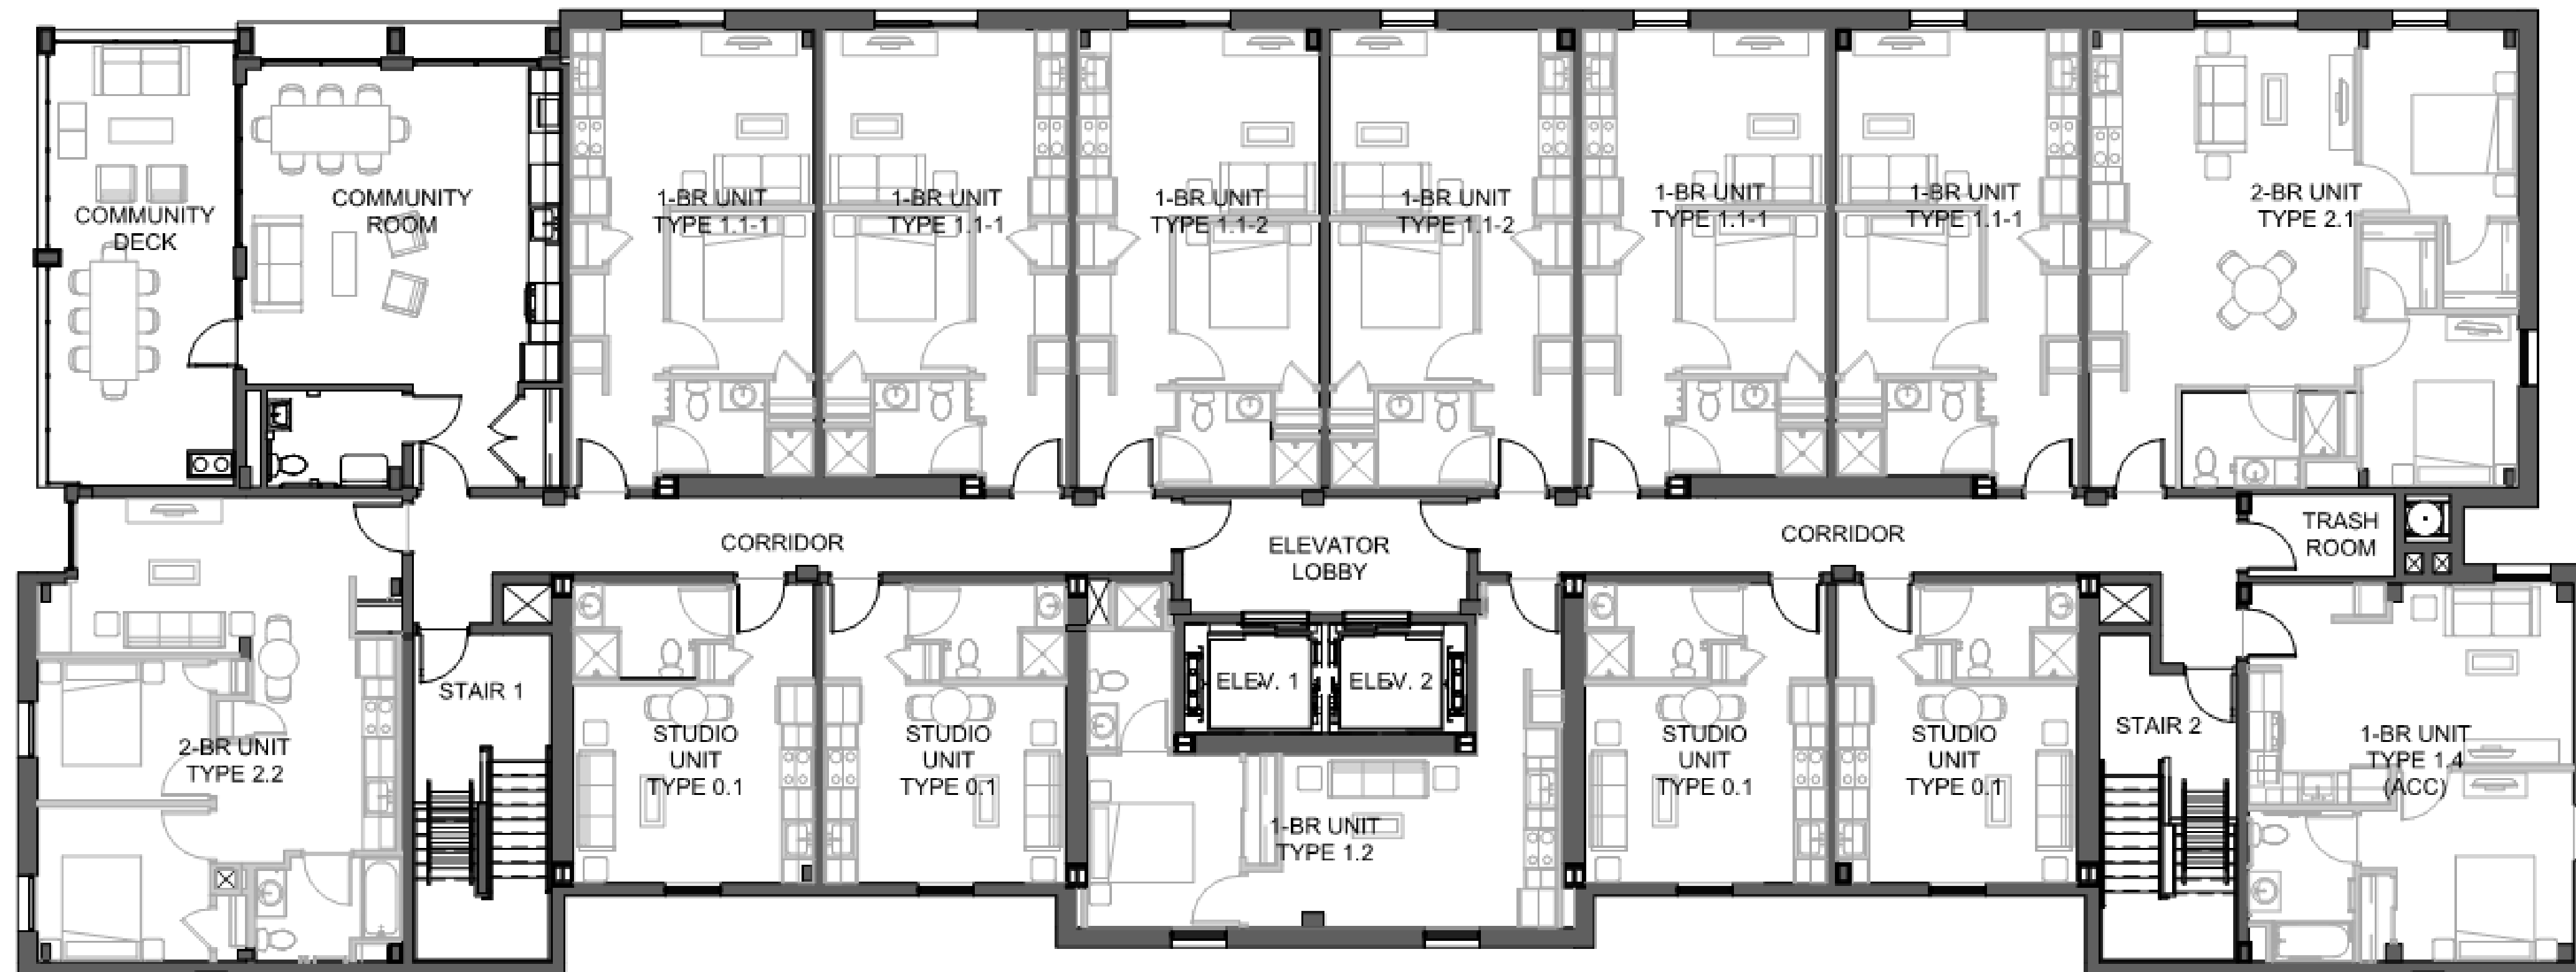 COMMUNITY
DECK
COMMUNITY
ROOM
1-BR UNIT
TYPE 1.1-1
1-BR UNIT
TYPE 1.1-1
1-BR UNIT
TYPE 1.1-2
1-BR UNIT
TYPE 1.1-2
1-BR UNIT
TYPE 1.1-1
1-BR UNIT
TYPE 1.1-1
2-BR UNIT
TYPE 2.1
CORRIDOR
ELEVATOR
LOBBY
CORRIDOR
TRASH
ROOM
2-BR UNIT
TYPE 2.2
STAIR 1
STUDIO
UNIT
TYPE 0.1
STUDIO
UNIT
TYPE 0.1
ELEV. 1
ELEV. 2
1-BR UNIT
TYPE 1.2
STUDIO
UNIT
TYPE 0.1
STUDIO
UNIT
TYPE 0.1
STAIR 2
1-BR UNIT
TYPE 1.4
(ACC)